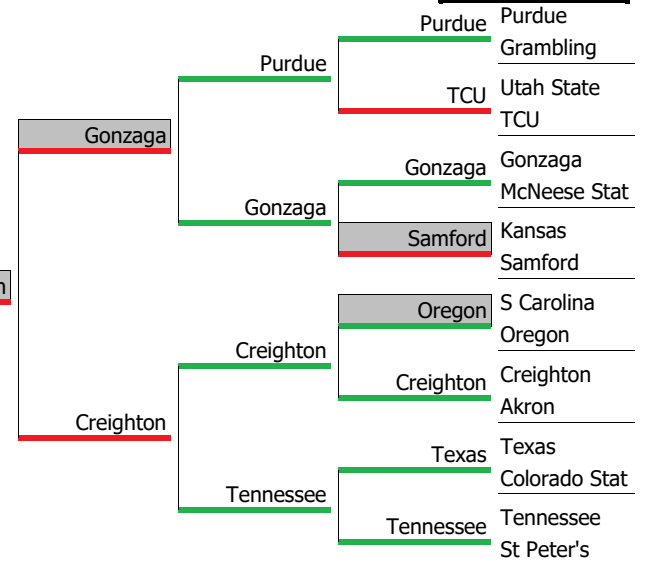 Purdue
Grambling
Utah State
TCU
Gonzaga
McNeese Stat
Kansas
Samford
S Carolina
Oregon
Creighton
Akron
Texas
Colorado Stat
Tennessee
St Peter's
Purdue
TCU
Gonzaga
Samford
Oregon
Creighton
Texas
Tennessee
Purdue
Gonzaga
Creighton
Tennessee
Gonzaga
Creighton